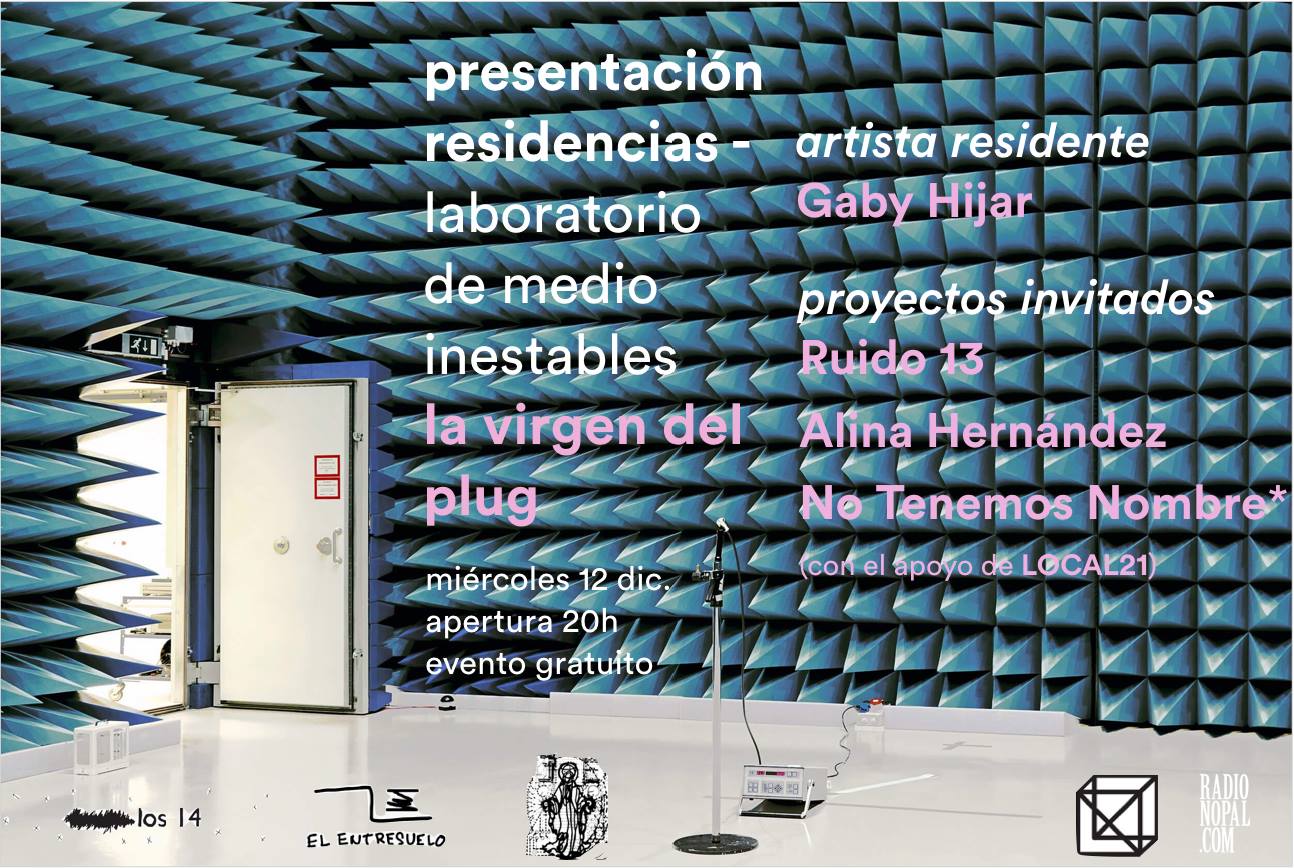 presentación
residencias -
laboratorio
de medio
inestables
la virgen del
plug
miércoles 12 dic.
apertura 20h
evento gratuito
artista residente
Gaby Hijar
proyectos invitados
Ruido 13
Alina Hernández
No Tenemos Nombre*
(con el apoyo de LOCAL21)
los 14
EL ENTRESUELO
RADIO
NOPAL
.COM